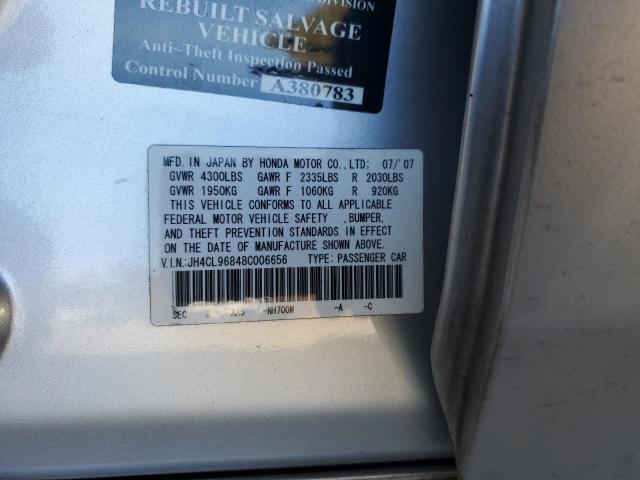 DIVISION
REBUILT SALVAGE
VEHICLE
Anti~Theft Inspection Passed
Control Number A380783
MFD. IN JAPAN BY HONDA MOTOR CO.,LTD: 07/'07
GVWR 4300LBS GAWR F 2335LBS R 2030LBS
GVWR 1950KG GAWR F 1060KG R 920KG
THIS VEHICLE CONFORMS TO ALL APPLICABLE
FEDERAL MOTOR VEHICLE SAFETY ,BUMPER,
AND THEFT PREVENTION STANDARDS IN EFFECT
ON THE DATE OF MANUFACTURE SHOWN ABOVE.
V.I.N:JH4CL96848C006656 TYPE: PASSENGER CAR
SEC -NH700M -A -C